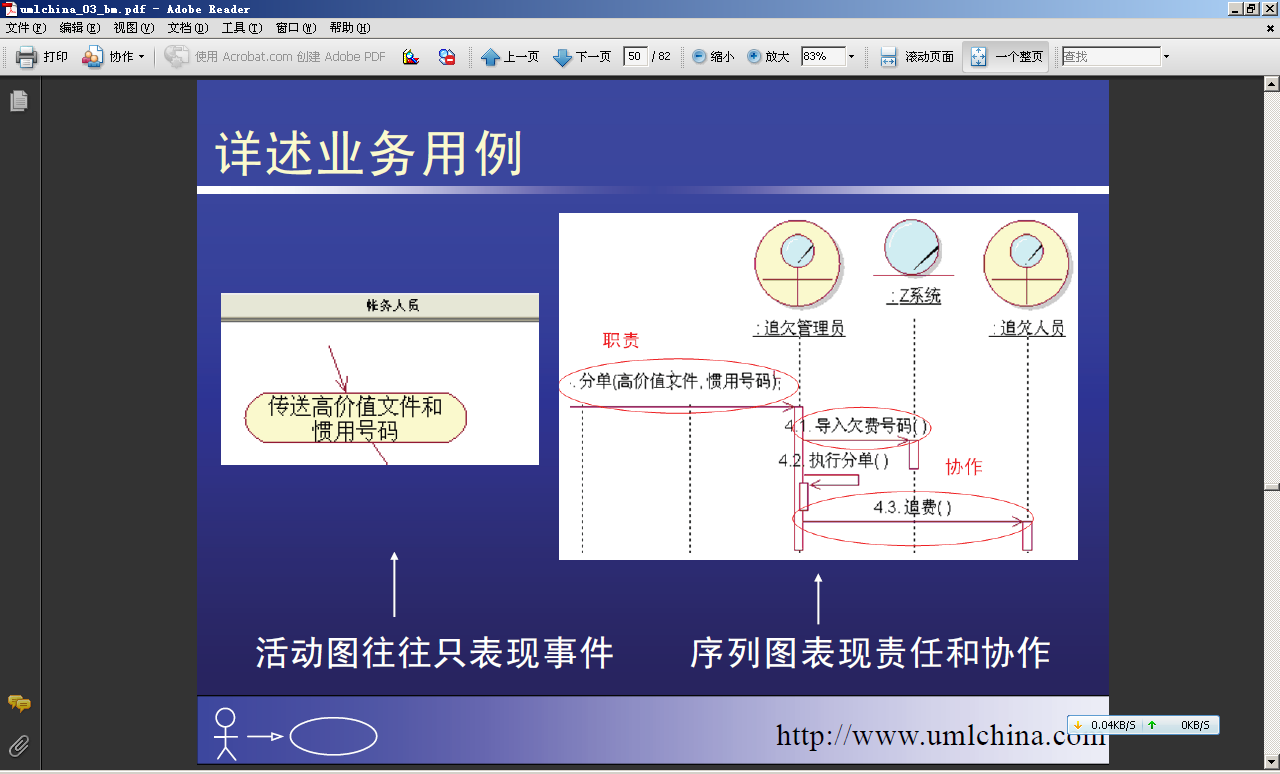 umlchina_03_bm.pdf - Adobe Reader
文件(F) 编辑(E) 视图(V) 文档(D) 工具(T) 窗口(W) 帮助(H)
打印 协作 使用 Acrobat.com 创建 Adobe PDF 上一页 下一页 50 / 82 缩小 放大 83% 滚动页面 一个整页 查找
详述业务用例
帐务人员
传送高价值文件和
惯用号码
: 追欠管理员
: Z系统
: 追欠人员
职责
. 分单(高价值文件, 惯用号码)
4.1. 导入欠费号码( )
4.2. 执行分单( )
协作
4.3. 追费( )
活动图往往只表现事件
序列图表现责任和协作
http://www.umlchina.com
0.04KB/S 0KB/S